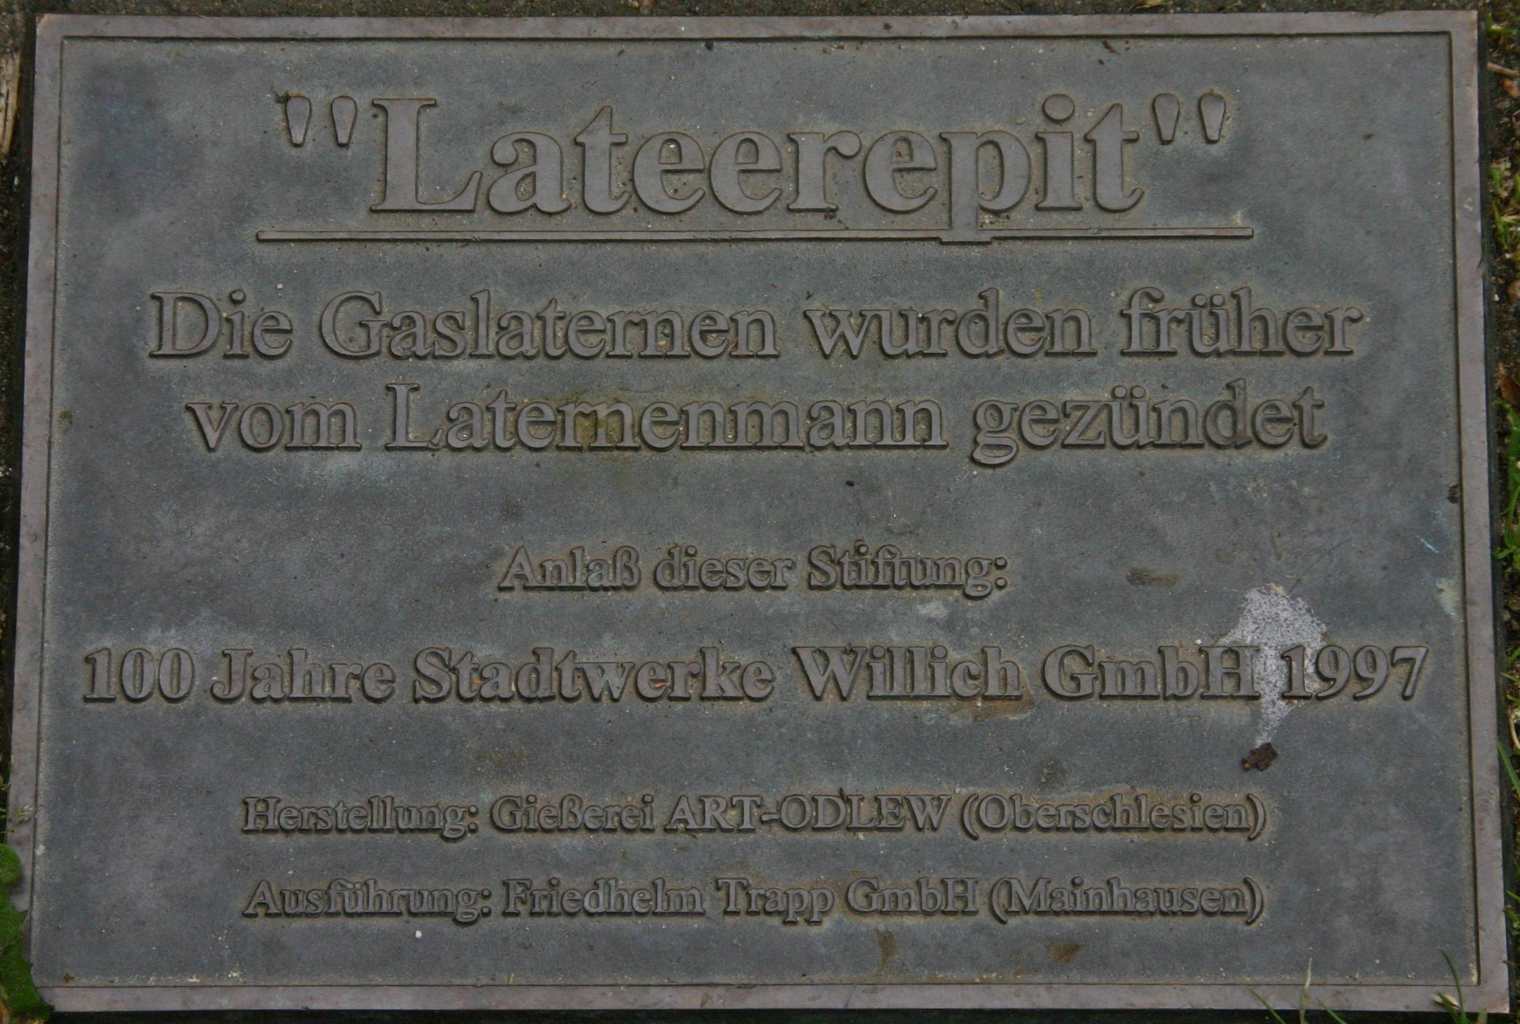 "Lateerepit"
Die Gaslaternen wurden früher
vom Laternenmann gezündet
Anlaß dieser Stiftung:
100 Jahre Stadtwerke Willich GmbH 1997
Herstellung: Gießerei ART-ODLEW (Oberschlesien)
Ausführung: Friedhelm Trapp GmbH (Mainhausen)